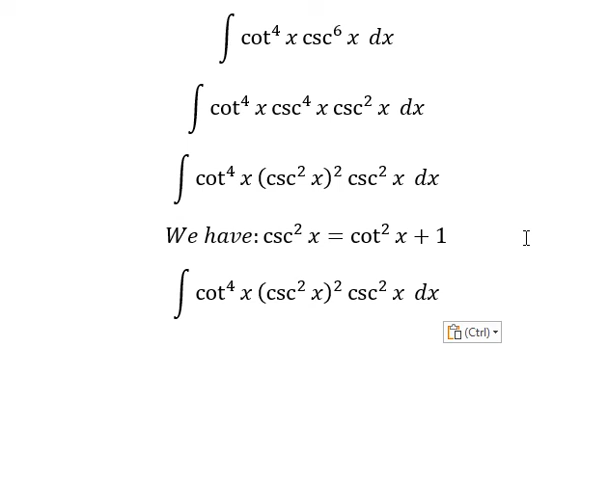 ∫ cot⁴ x csc⁶ x dx
∫ cot⁴ x csc⁴ x csc² x dx
∫ cot⁴ x (csc² x)² csc² x dx
We have: csc² x = cot² x + 1
∫ cot⁴ x (csc² x)² csc² x dx
(Ctrl)